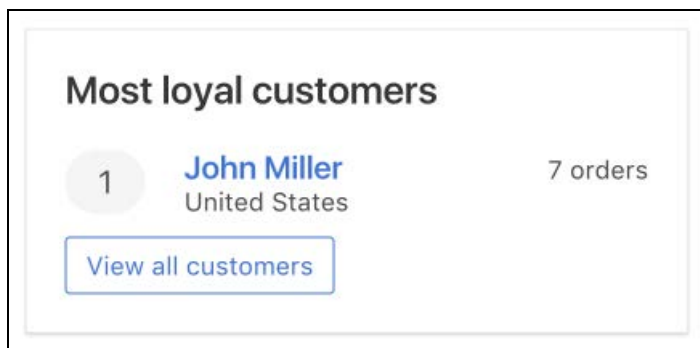 Most loyal customers
1 John Miller 7 orders
United States
View all customers